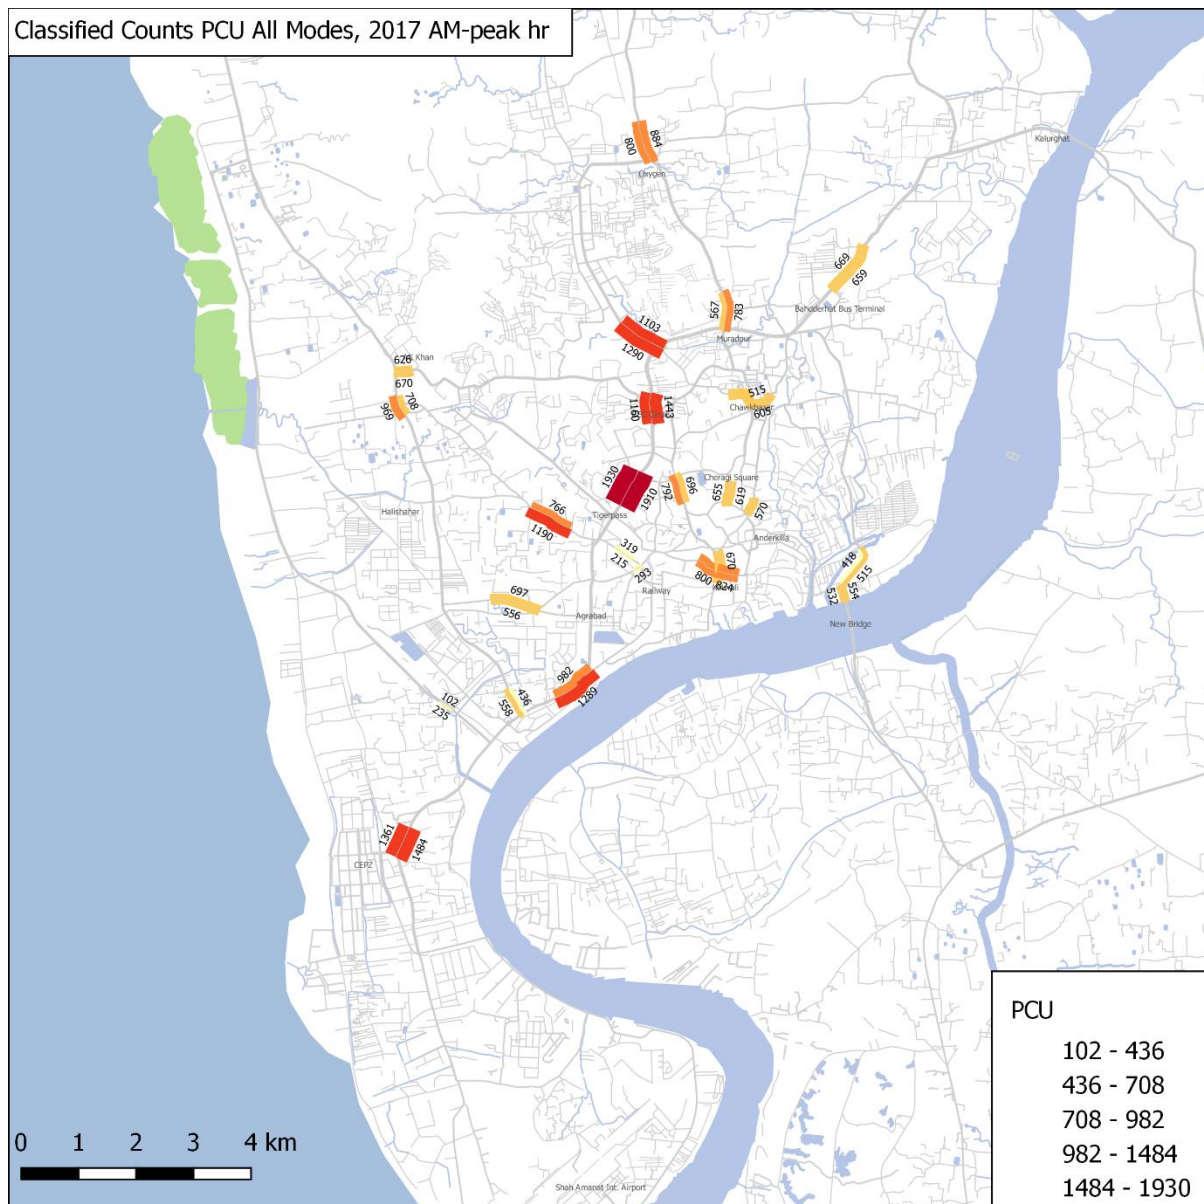 Classified Counts PCU All Modes, 2017 AM-peak hr
Kalurghat
884
800
Oxygen
669
659
Bahdderhat Bus Terminal
567
783
Muradpur
1103
1290
Khan
626
670
969
708
515
Chawkbazar
605
1160
1443
1930
1910
Tigerpass
792
696
Cheragi Square
655
619
570
Anderkilla
766
1190
Halishahar
319
215
293
Railway
670
800
824
418
515
532
554
New Bridge
697
556
Agrabad
982
1289
436
558
102
235
1361
1484
CEPZ
PCU
102 - 436
436 - 708
708 - 982
982 - 1484
1484 - 1930
0 1 2 3 4 km
Shah Amanat Int. Airport